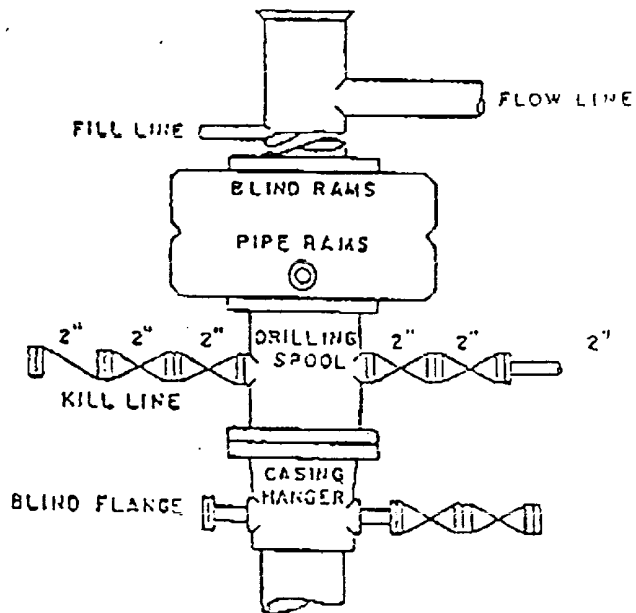 FLOW LINE
FILL LINE
BLIND RAMS
PIPE RAMS
2" 2" 2" DRILLING 2" 2" 2"
SPOOL
KILL LINE
CASING
HANGER
BLIND FLANGE